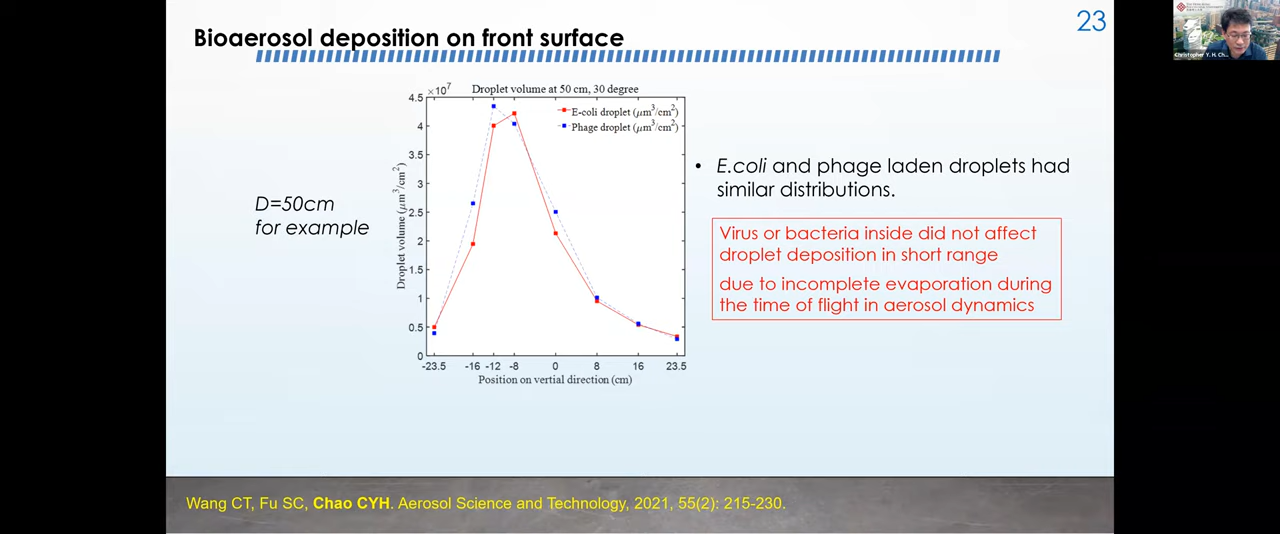 23
Bioaerosol deposition on front surface
Christopher Y. H. Ch...
D=50cm
for example
×10⁷
Droplet volume at 50 cm, 30 degree
E-coli droplet (μm³/cm²)
Phage droplet (μm³/cm²)
Droplet volume (μm³/cm²)
4.5
4
3.5
3
2.5
2
1.5
1
0.5
0
-23.5 -16 -12 -8 0 8 16 23.5
Position on vertial direction (cm)
• E.coli and phage laden droplets had
similar distributions.
Virus or bacteria inside did not affect
droplet deposition in short range
due to incomplete evaporation during
the time of flight in aerosol dynamics
Wang CT, Fu SC, Chao CYH. Aerosol Science and Technology, 2021, 55(2): 215-230.